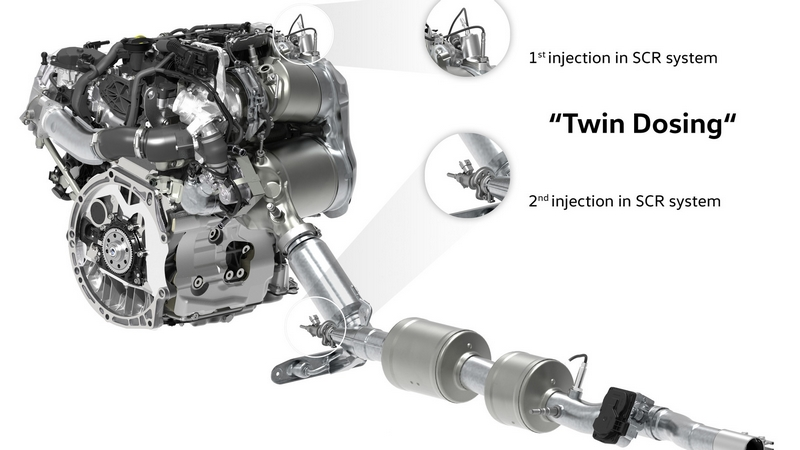 1st injection in SCR system
“Twin Dosing“
2nd injection in SCR system